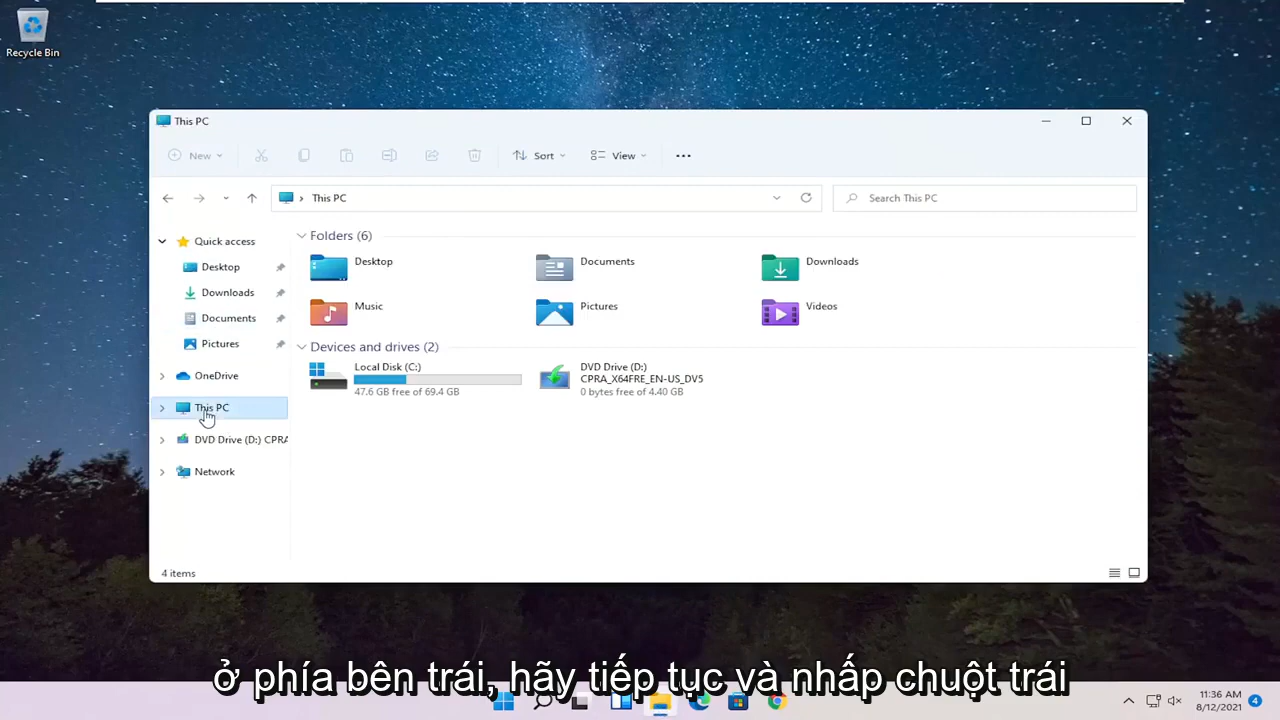 Recycle Bin
This PC
New
Sort
View
This PC
Search This PC
Quick access
Desktop
Downloads
Documents
Pictures
OneDrive
This PC
DVD Drive (D:) CPRA
Network
Folders (6)
Desktop
Documents
Downloads
Music
Pictures
Videos
Devices and drives (2)
Local Disk (C:)
47.6 GB free of 69.4 GB
DVD Drive (D:)
CPRA_X64FRE_EN-US_DV5
0 bytes free of 4.40 GB
4 items
ở phía bên trái, hãy tiếp tục và nhấp chuột trái
11:36 AM
8/12/2021
4